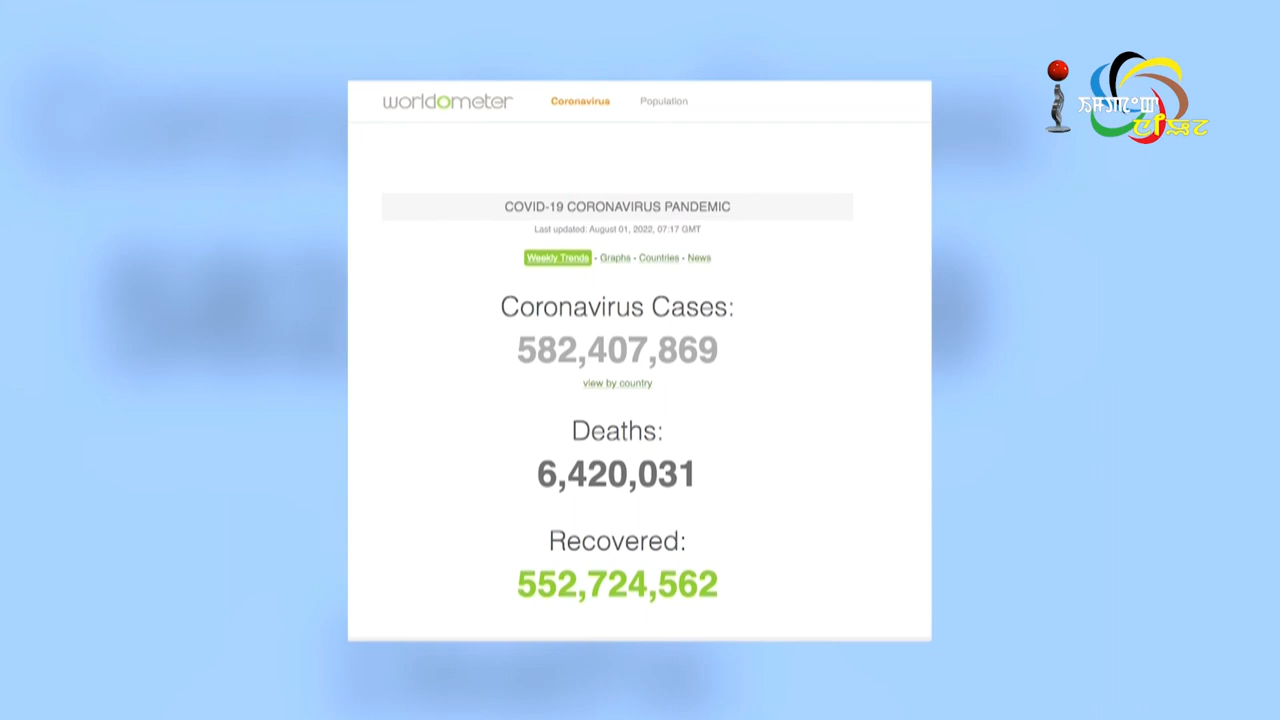 worldometer Coronavirus Population
COVID-19 CORONAVIRUS PANDEMIC
Last updated: August 01, 2022, 07:17 GMT
Weekly Trends - Graphs - Countries - News
Coronavirus Cases:
582,407,869
view by country
Deaths:
6,420,031
Recovered:
552,724,562